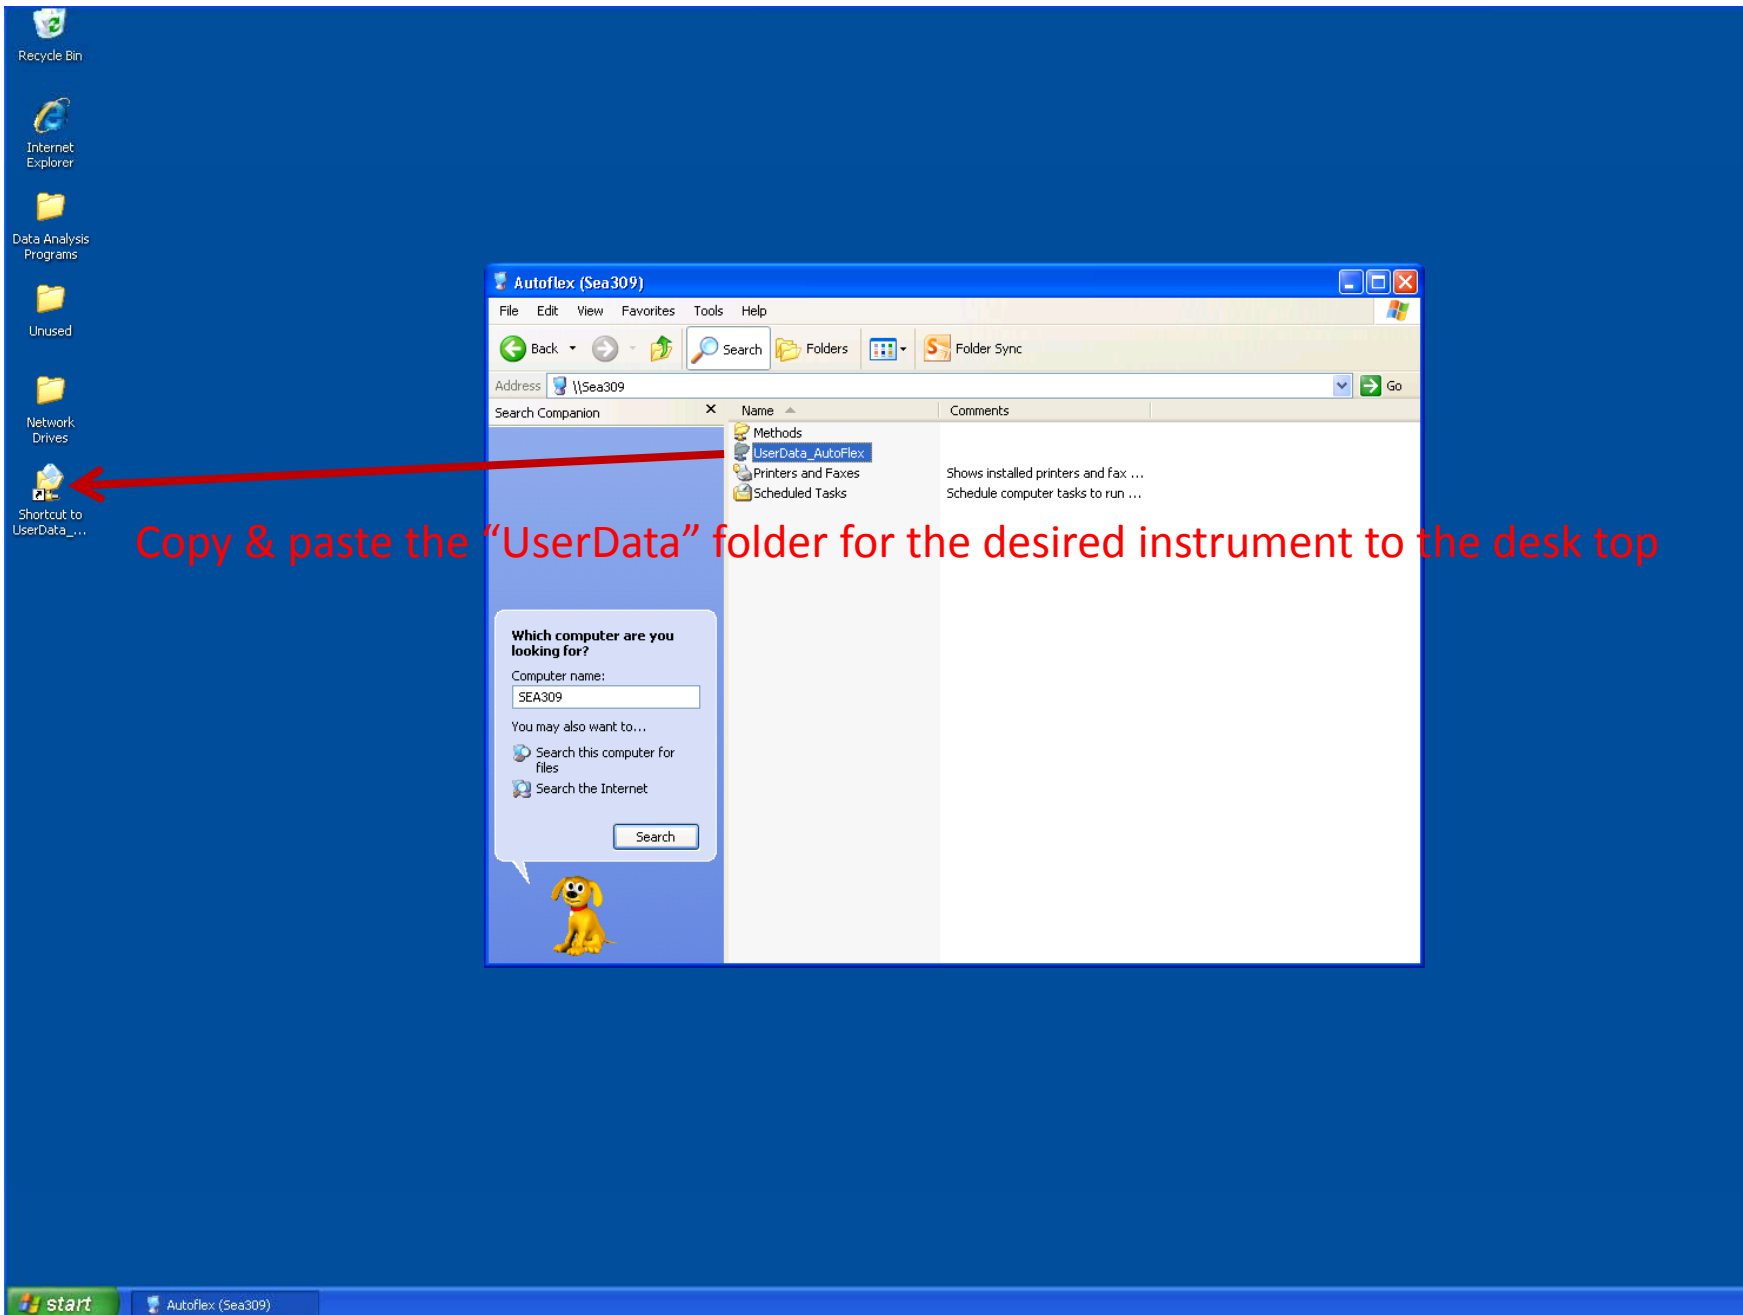 Recycle Bin
Internet
Explorer
Data Analysis
Programs
Unused
Network
Drives
Shortcut to
UserData_...
Autoflex (Sea309)
File Edit View Favorites Tools Help
Back Search Folders Folder Sync
Address \\Sea309 Go
Search Companion
Name Comments
Methods
UserData_AutoFlex
Printers and Faxes Shows installed printers and fax ...
Scheduled Tasks Schedule computer tasks to run ...
Copy & paste the “UserData” folder for the desired instrument to the desk top
Which computer are you
looking for?
Computer name:
SEA309
You may also want to...
Search this computer for
files
Search the Internet
Search
start Autoflex (Sea309)